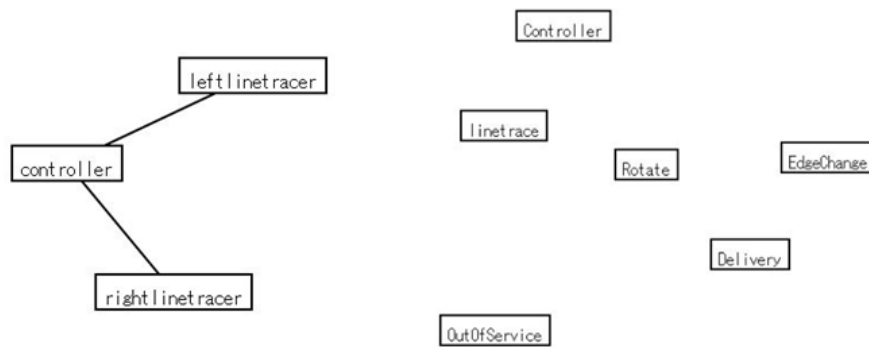 leftlinetracer
controller
rightlinetracer
Controller
linetrace
Rotate
EdgeChange
Delivery
OutOfService